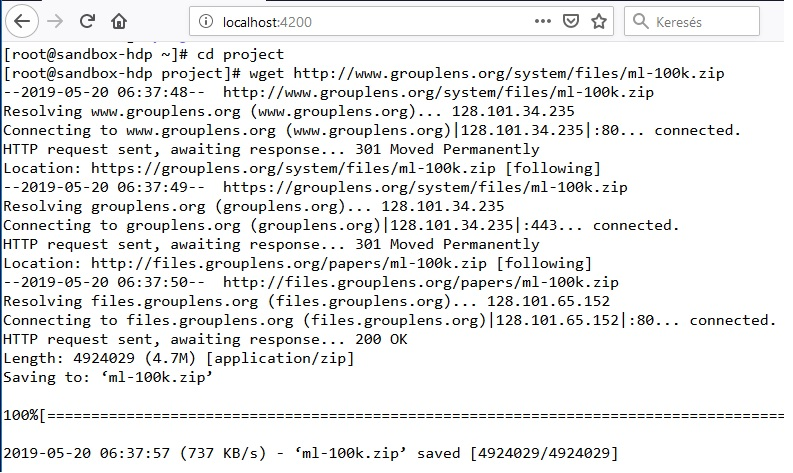 localhost:4200
Keresés
[root@sandbox-hdp ~]# cd project
[root@sandbox-hdp project]# wget http://www.grouplens.org/system/files/ml-100k.zip
--2019-05-20 06:37:48--  http://www.grouplens.org/system/files/ml-100k.zip
Resolving www.grouplens.org (www.grouplens.org)... 128.101.34.235
Connecting to www.grouplens.org (www.grouplens.org)|128.101.34.235|:80... connected.
HTTP request sent, awaiting response... 301 Moved Permanently
Location: https://grouplens.org/system/files/ml-100k.zip [following]
--2019-05-20 06:37:49--  https://grouplens.org/system/files/ml-100k.zip
Resolving grouplens.org (grouplens.org)... 128.101.34.235
Connecting to grouplens.org (grouplens.org)|128.101.34.235|:443... connected.
HTTP request sent, awaiting response... 301 Moved Permanently
Location: http://files.grouplens.org/papers/ml-100k.zip [following]
--2019-05-20 06:37:50--  http://files.grouplens.org/papers/ml-100k.zip
Resolving files.grouplens.org (files.grouplens.org)... 128.101.65.152
Connecting to files.grouplens.org (files.grouplens.org)|128.101.65.152|:80... connected.
HTTP request sent, awaiting response... 200 OK
Length: 4924029 (4.7M) [application/zip]
Saving to: ‘ml-100k.zip’
100%[====================================================================================
2019-05-20 06:37:57 (737 KB/s) - ‘ml-100k.zip’ saved [4924029/4924029]